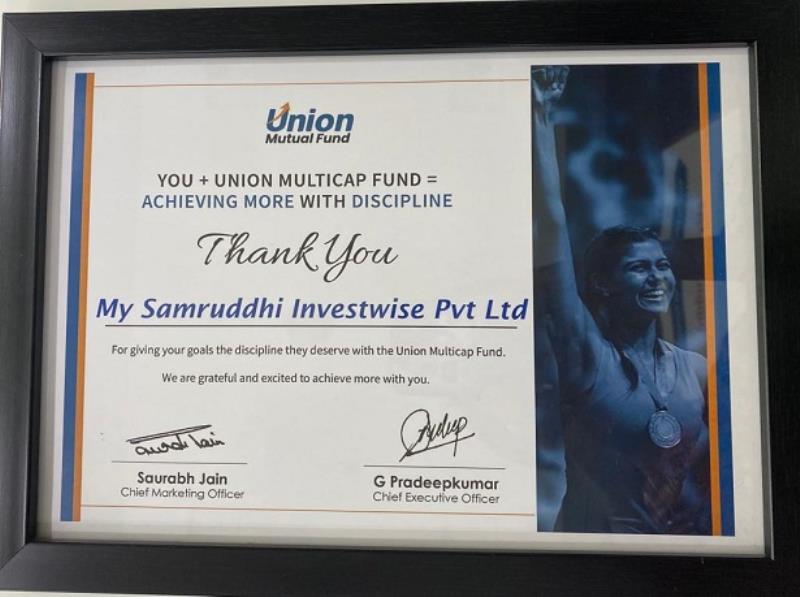 Union
Mutual Fund
YOU + UNION MULTICAP FUND =
ACHIEVING MORE WITH DISCIPLINE
Thank You
My Samruddhi Investwise Pvt Ltd
For giving your goals the discipline they deserve with the Union Multicap Fund.
We are grateful and excited to achieve more with you.
Saurabh Jain
Chief Marketing Officer
G Pradeepkumar
Chief Executive Officer